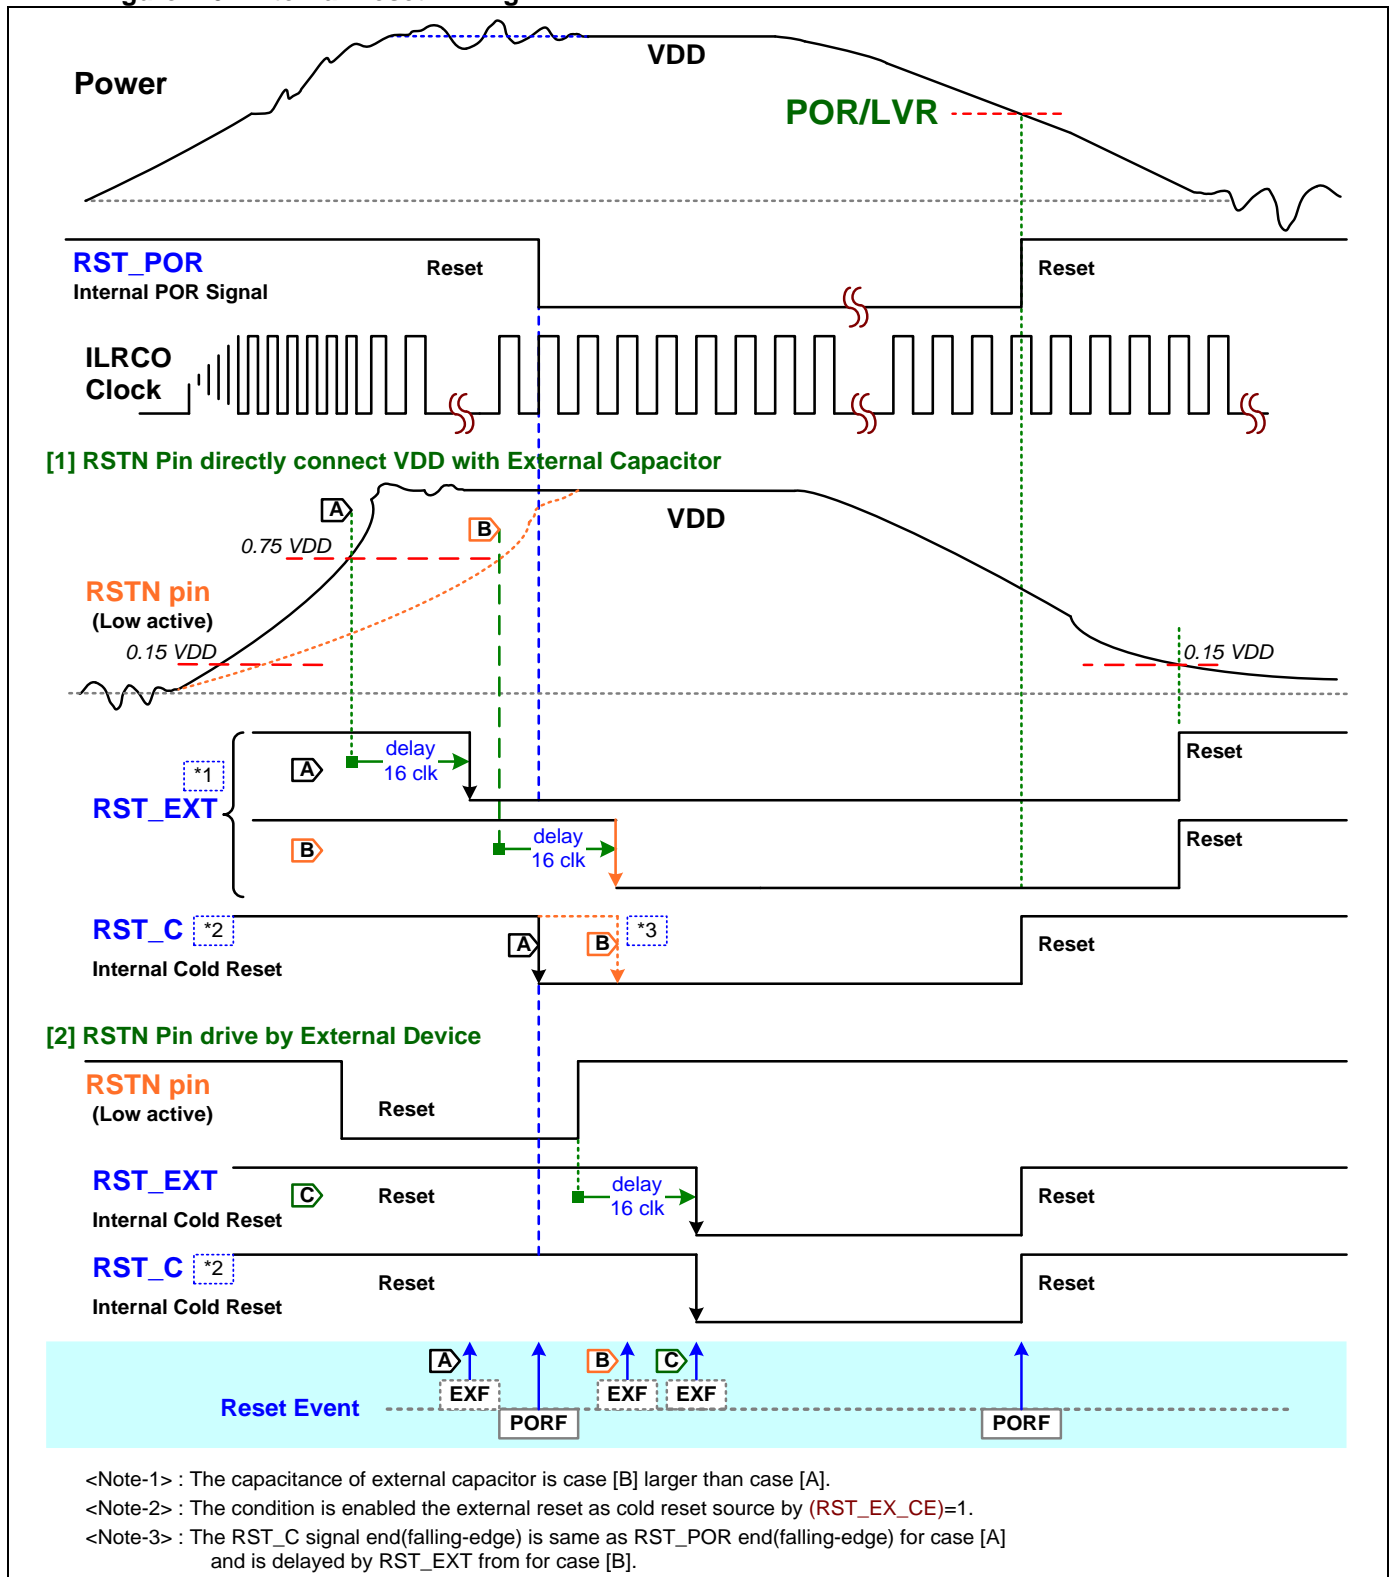 Power
VDD
POR/LVR
RST_POR
Internal POR Signal
Reset
Reset
ILRCO
Clock
[1] RSTN Pin directly connect VDD with External Capacitor
A
B
VDD
0.75 VDD
RSTN pin
(Low active)
0.15 VDD
0.15 VDD
*1
RST_EXT
A
delay
16 clk
Reset
B
delay
16 clk
Reset
RST_C
*2
Internal Cold Reset
A
B
*3
Reset
[2] RSTN Pin drive by External Device
RSTN pin
(Low active)
Reset
RST_EXT
Internal Cold Reset
C
Reset
delay
16 clk
Reset
RST_C
*2
Internal Cold Reset
Reset
Reset
A
B
C
EXF
EXF
EXF
Reset Event
PORF
PORF
<Note-1> : The capacitance of external capacitor is case [B] larger than case [A].
<Note-2> : The condition is enabled the external reset as cold reset source by (RST_EX_CE)=1.
<Note-3> : The RST_C signal end(falling-edge) is same as RST_POR end(falling-edge) for case [A]
and is delayed by RST_EXT from for case [B].